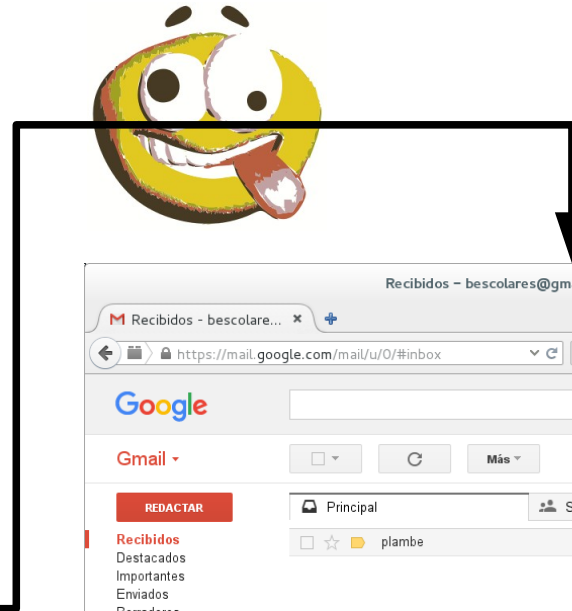 Recibidos – bescolares@gm
Recibidos - bescolare...
https://mail.google.com/mail/u/0/#inbox
Google
Gmail
Más
REDACTAR
Principal
S
Recibidos
plambe
Destacados
Importantes
Enviados